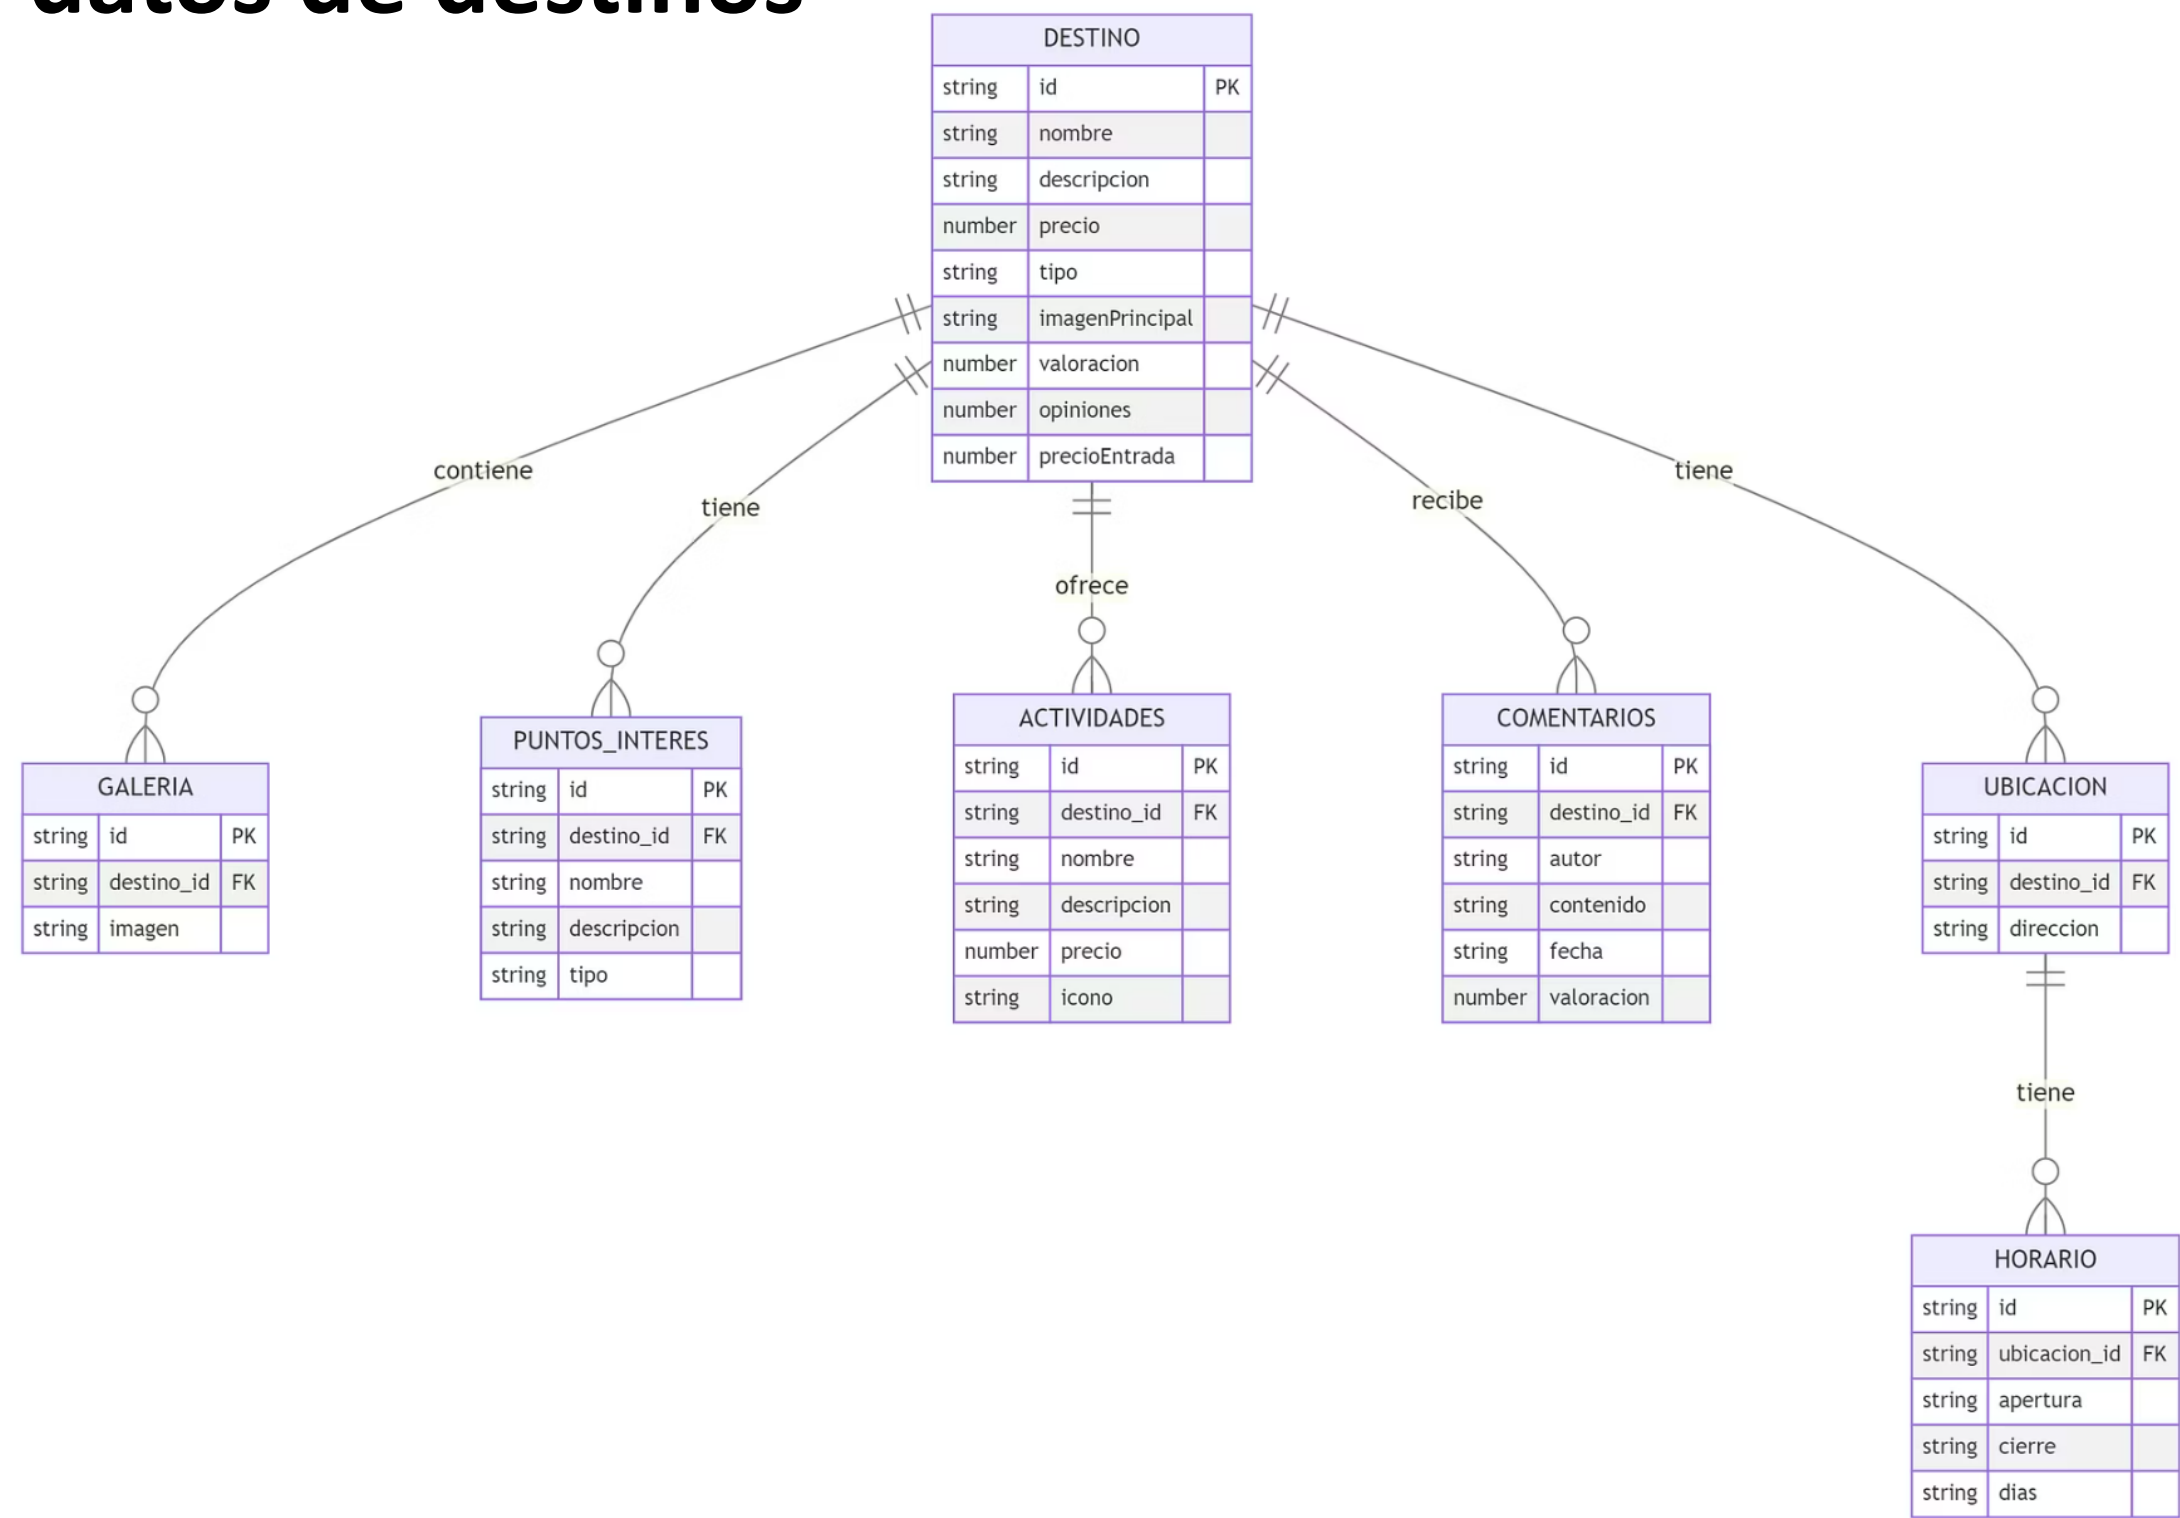 datos de destinos
DESTINO
string id PK
string nombre
string descripcion
number precio
string tipo
string imagenPrincipal
number valoracion
number opiniones
number precioEntrada
contiene
tiene
ofrece
recibe
tiene
GALERIA
string id PK
string destino_id FK
string imagen
PUNTOS_INTERES
string id PK
string destino_id FK
string nombre
string descripcion
string tipo
ACTIVIDADES
string id PK
string destino_id FK
string nombre
string descripcion
number precio
string icono
COMENTARIOS
string id PK
string destino_id FK
string autor
string contenido
string fecha
number valoracion
UBICACION
string id PK
string destino_id FK
string direccion
tiene
HORARIO
string id PK
string ubicacion_id FK
string apertura
string cierre
string dias